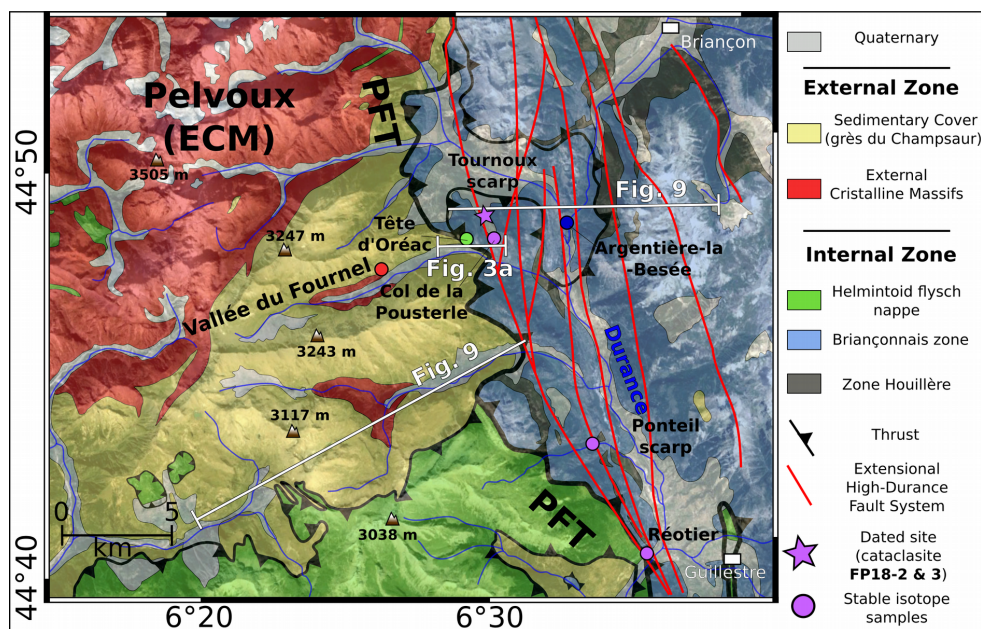 Pelvoux
(ECM)
3505 m
PFT
Briançon
Tournoux
scarp
Fig. 9
Tête
d'Oréac
3247 m
Argentière-la
-Besée
Fig. 3a
Vallée du Fournel
Col de la
Pousterle
3243 m
Fig. 9
Durance
3117 m
Ponteil
scarp
PFT
3038 m
Réotier
Guillestre
0 5
km
44°50
44°40
6°20
6°30
Quaternary
External Zone
Sedimentary Cover
(grès du Champsaur)
External
Cristalline Massifs
Internal Zone
Helmintoid flysch
nappe
Briançonnais zone
Zone Houillère
Thrust
Extensional
High-Durance
Fault System
Dated site
(cataclasite
FP18-2 & 3)
Stable isotope
samples